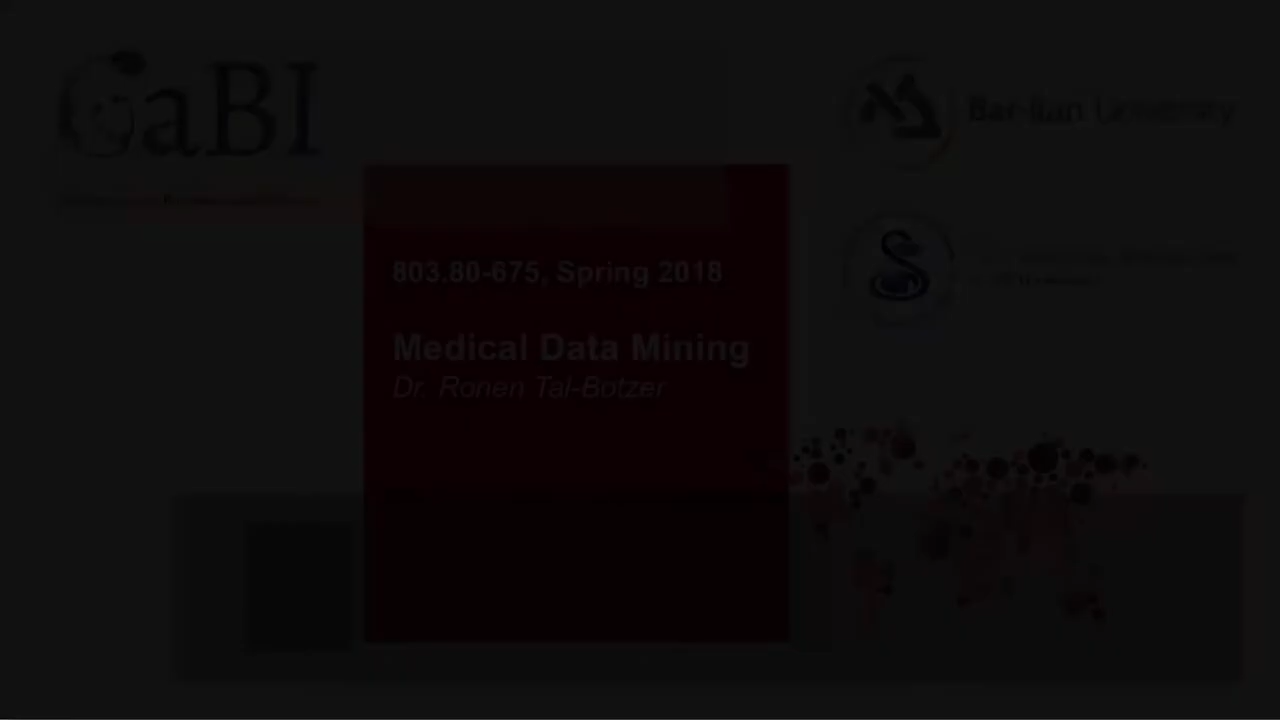 GaBI
Bar-Ilan University
803.80-675, Spring 2018
Medical Data Mining
Dr. Ronen Tal-Botzer